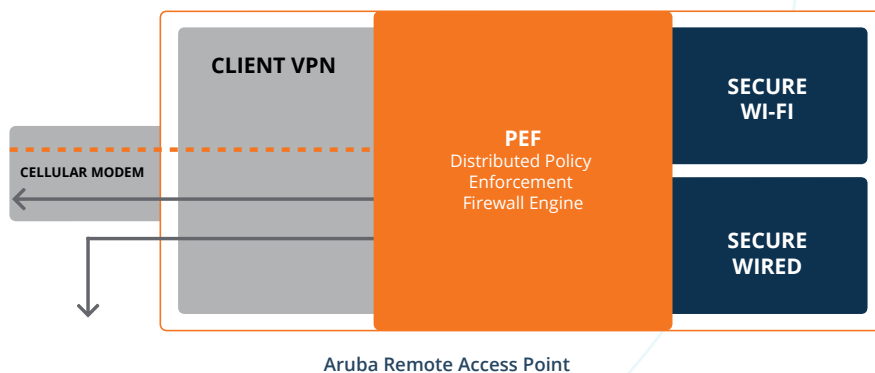 CLIENT VPN
CELLULAR MODEM
PEF
Distributed Policy
Enforcement
Firewall Engine
SECURE
WI-FI
SECURE
WIRED
Aruba Remote Access Point